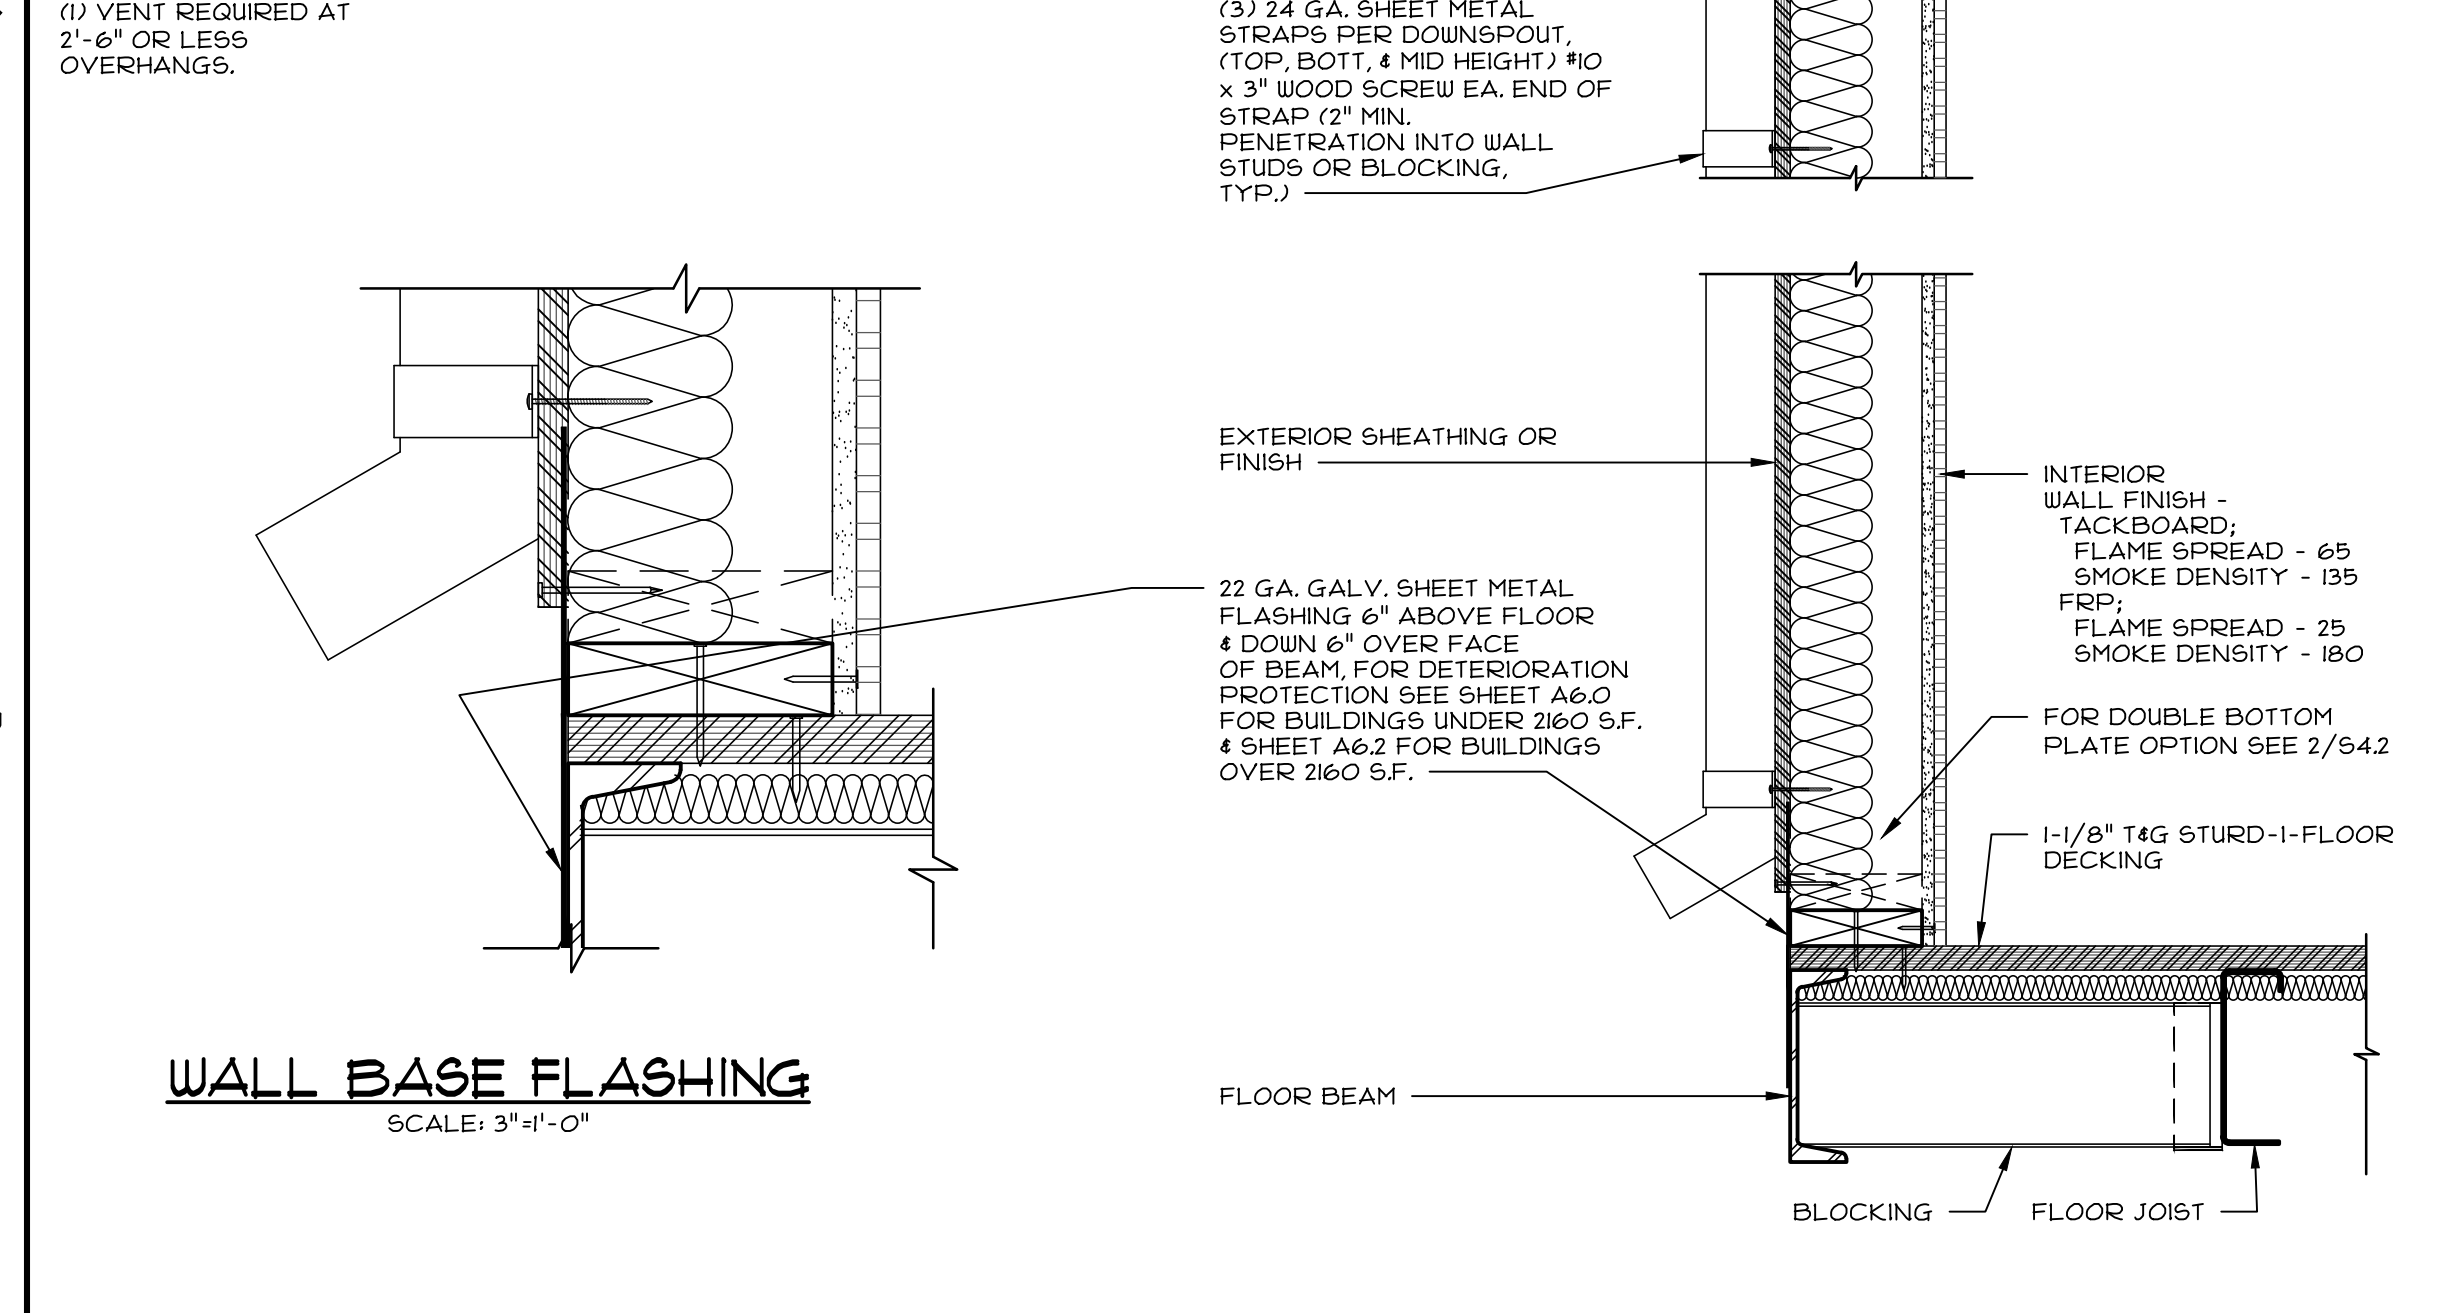 (1) VENT REQUIRED AT
2'-6" OR LESS
OVERHANGS.
(3) 24 GA. SHEET METAL
STRAPS PER DOWNSPOUT,
(TOP, BOTT, & MID HEIGHT) #10
x 3" WOOD SCREW EA. END OF
STRAP (2" MIN.
PENETRATION INTO WALL
STUDS OR BLOCKING,
TYP.)
EXTERIOR SHEATHING OR
FINISH
INTERIOR
WALL FINISH -
TACKBOARD;
FLAME SPREAD - 65
SMOKE DENSITY - 135
FRP;
FLAME SPREAD - 25
SMOKE DENSITY - 180
22 GA. GALV. SHEET METAL
FLASHING 6" ABOVE FLOOR
& DOWN 6" OVER FACE
OF BEAM, FOR DETERIORATION
PROTECTION SEE SHEET A6.0
FOR BUILDINGS UNDER 2160 S.F.
& SHEET A6.2 FOR BUILDINGS
OVER 2160 S.F.
FOR DOUBLE BOTTOM
PLATE OPTION SEE 2/S4.2
1-1/8" T&G STURD-1-FLOOR
DECKING
WALL BASE FLASHING
SCALE: 3"=1'-0"
FLOOR BEAM
BLOCKING
FLOOR JOIST